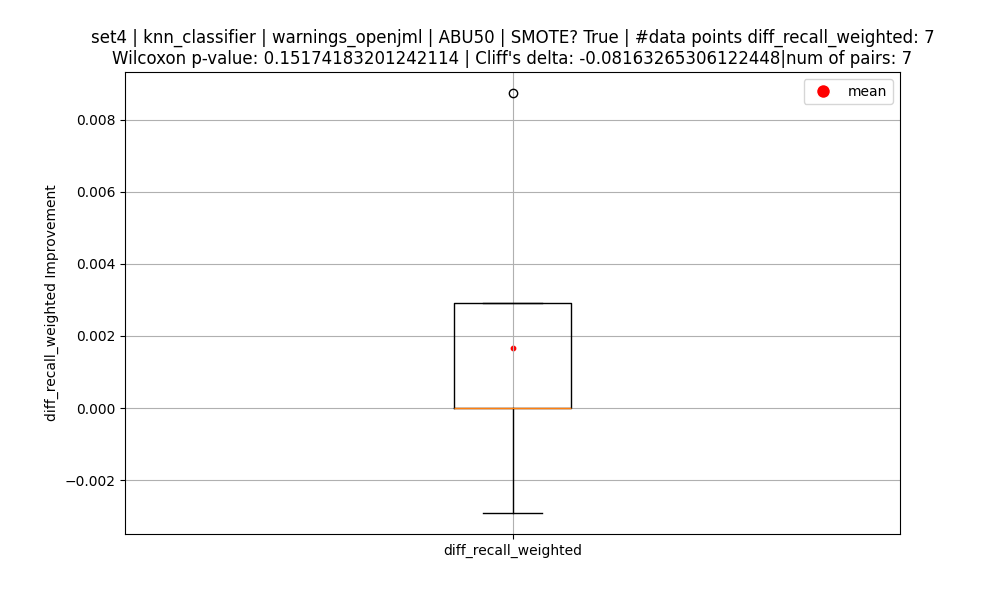 set4 | knn_classifier | warnings_openjml | ABU50 | SMOTE? True | #data points diff_recall_weighted: 7
Wilcoxon p-value: 0.15174183201242114 | Cliff's delta: -0.08163265306122448|num of pairs: 7
mean
0.008
0.006
0.004
0.002
0.000
−0.002
diff_recall_weighted Improvement
diff_recall_weighted